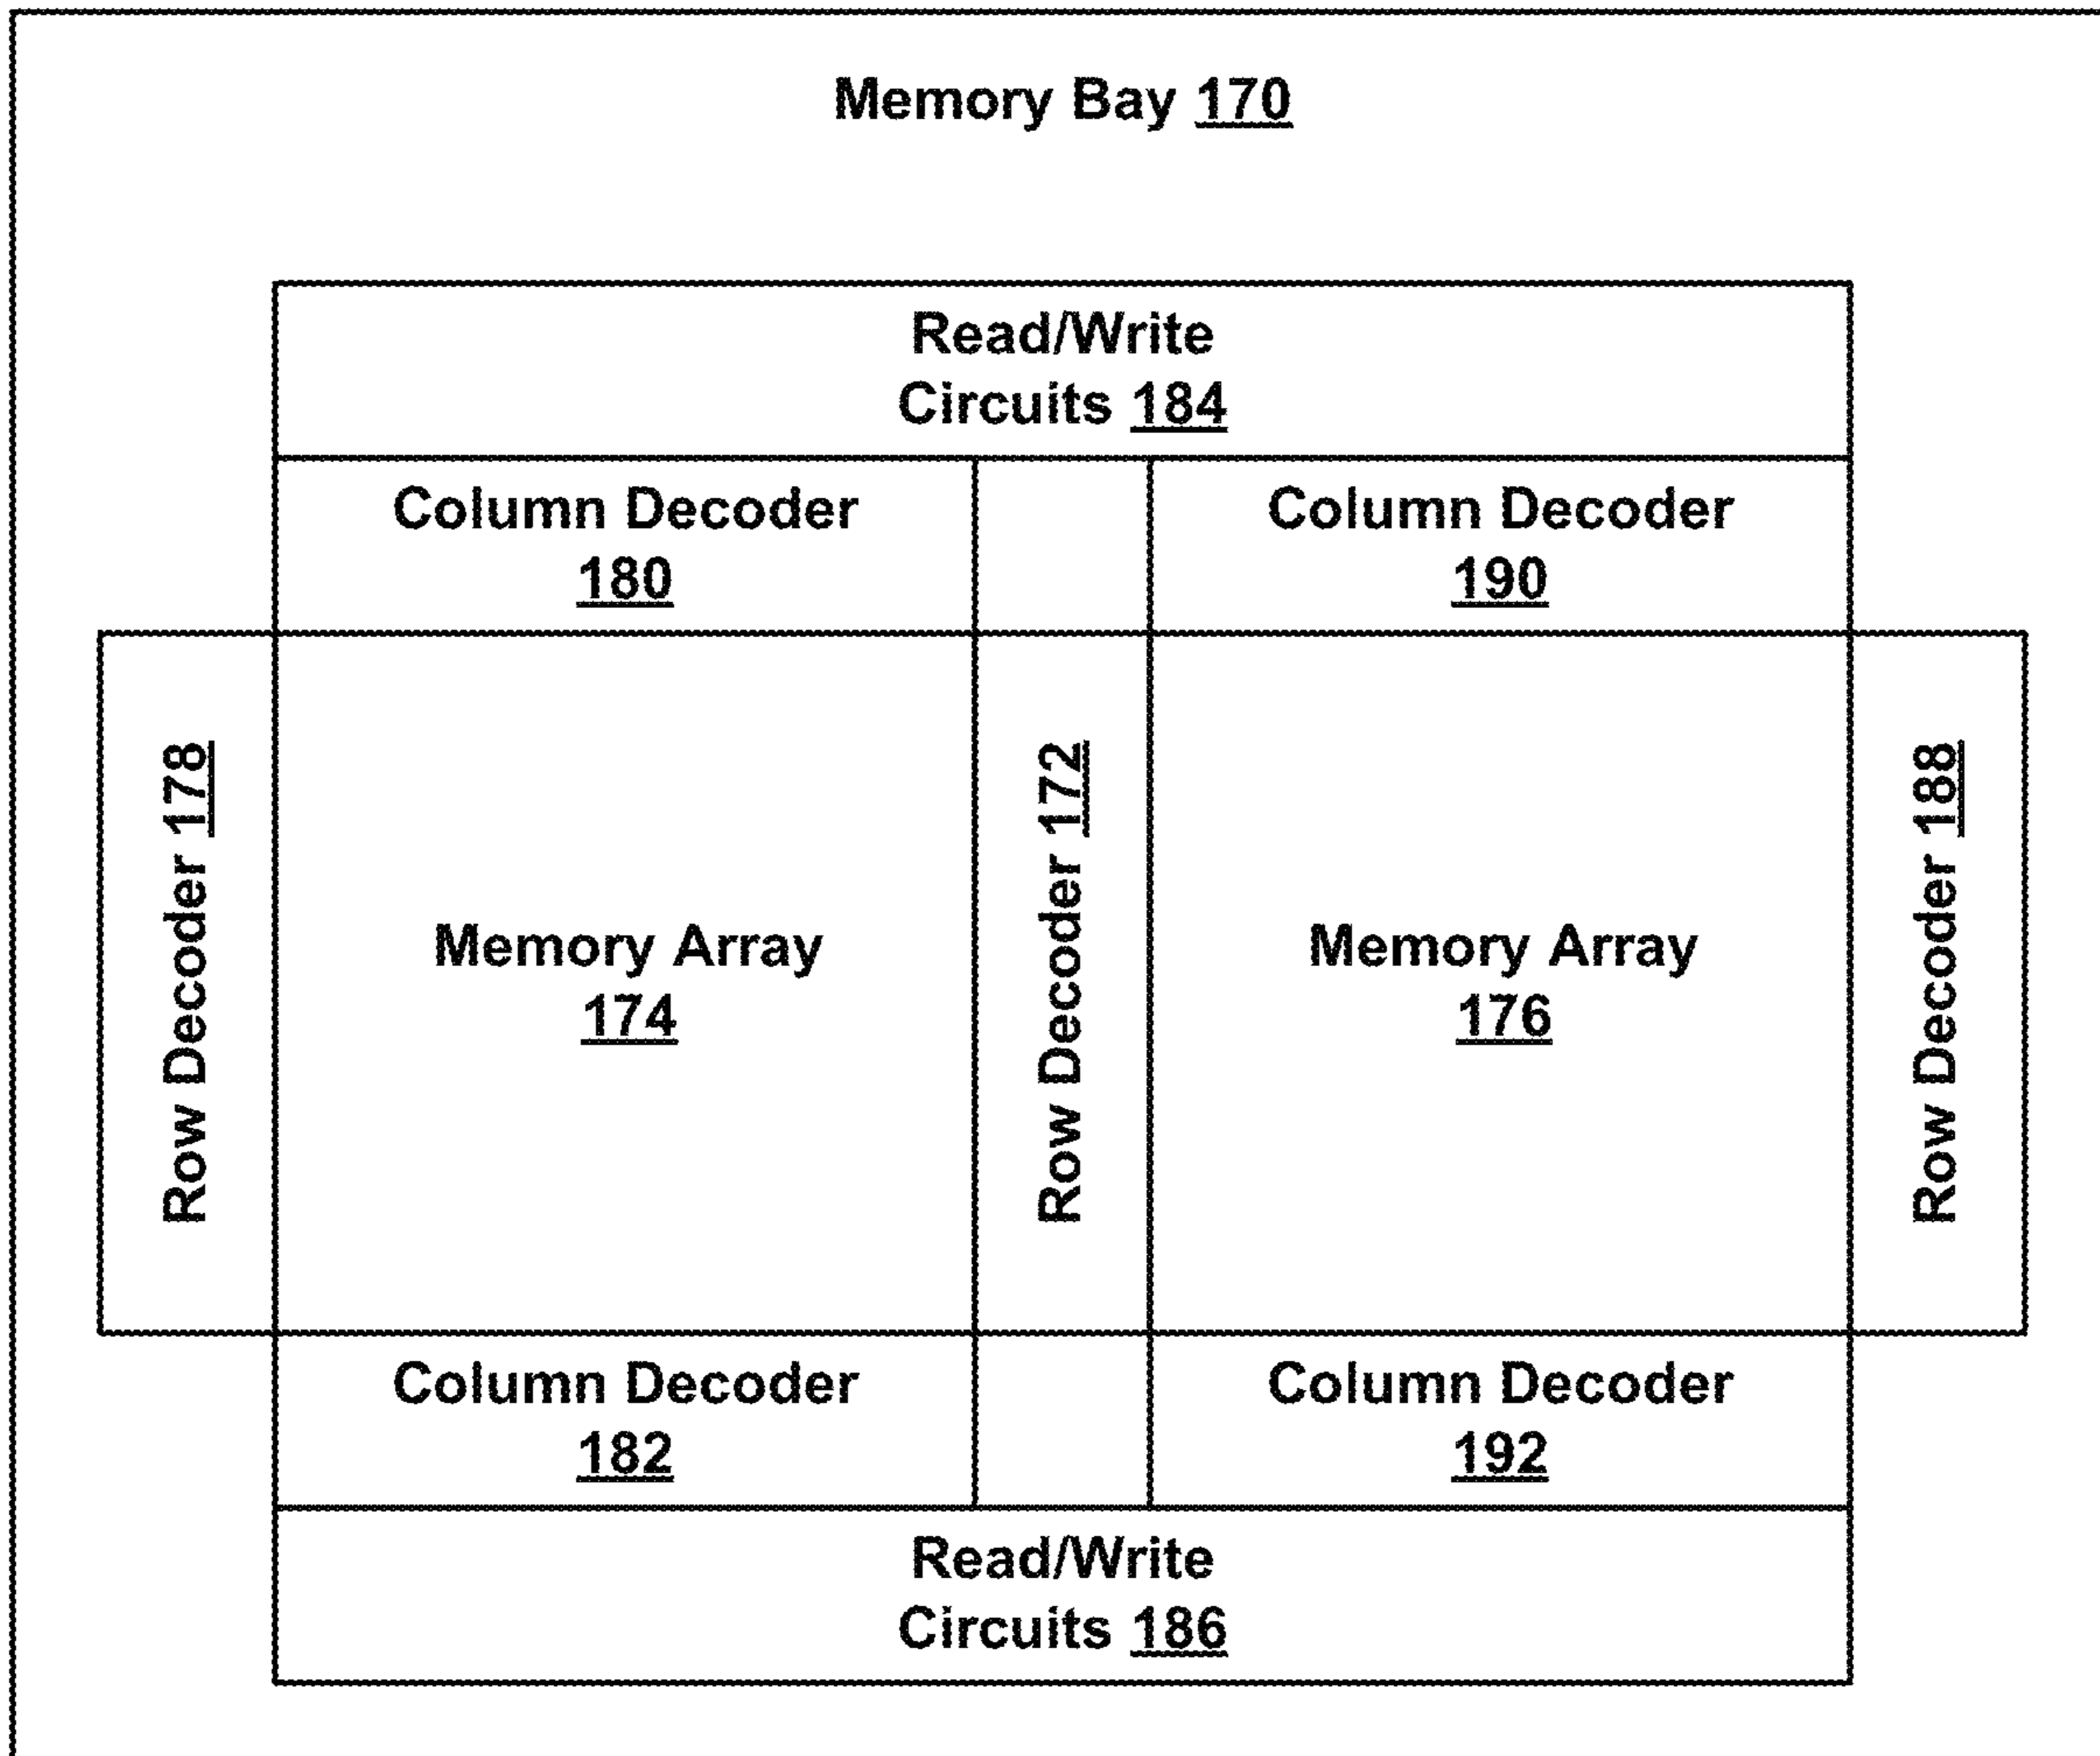 Memory Bay 170
Read/Write
Circuits 184
Column Decoder
180
Column Decoder
190
Row Decoder 178
Memory Array
174
Row Decoder 172
Memory Array
176
Row Decoder 188
Column Decoder
182
Column Decoder
192
Read/Write
Circuits 186